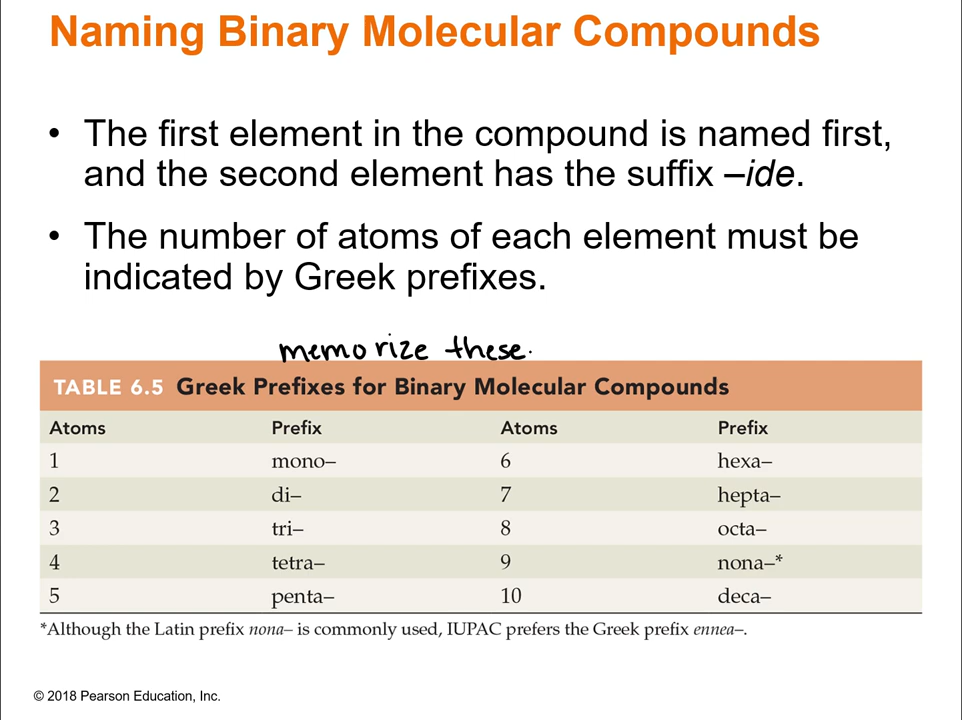 Naming Binary Molecular Compounds
• The first element in the compound is named first,
and the second element has the suffix –ide.
• The number of atoms of each element must be
indicated by Greek prefixes.
memorize these.
TABLE 6.5 Greek Prefixes for Binary Molecular Compounds
Atoms Prefix Atoms Prefix
1 mono– 6 hexa–
2 di– 7 hepta–
3 tri– 8 octa–
4 tetra– 9 nona–*
5 penta– 10 deca–
*Although the Latin prefix nona– is commonly used, IUPAC prefers the Greek prefix ennea–.
© 2018 Pearson Education, Inc.